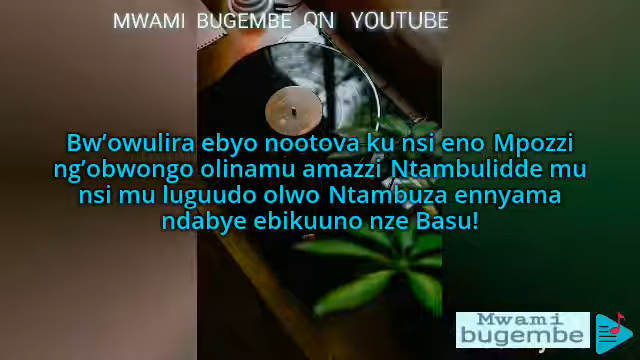 MWAMI BUGEMBE ON YOUTUBE
Bw’owulira ebyo nootova ku nsi eno Mpozzi
ng’obwongo olinamu amazzi Ntambulidde mu
nsi mu luguudo olwo Ntambuza ennyama
ndabye ebikuuno nze Basu!
Mwami
bugembe